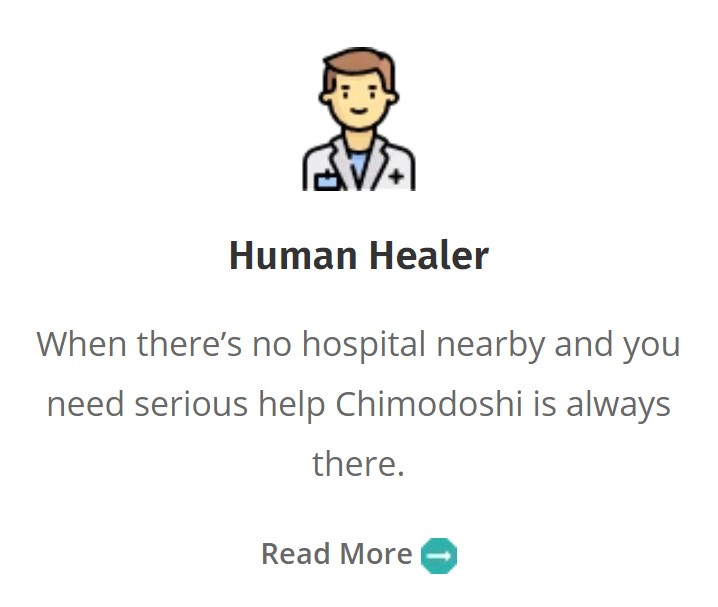 Human Healer
When there’s no hospital nearby and you
need serious help Chimodoshi is always
there.
Read More